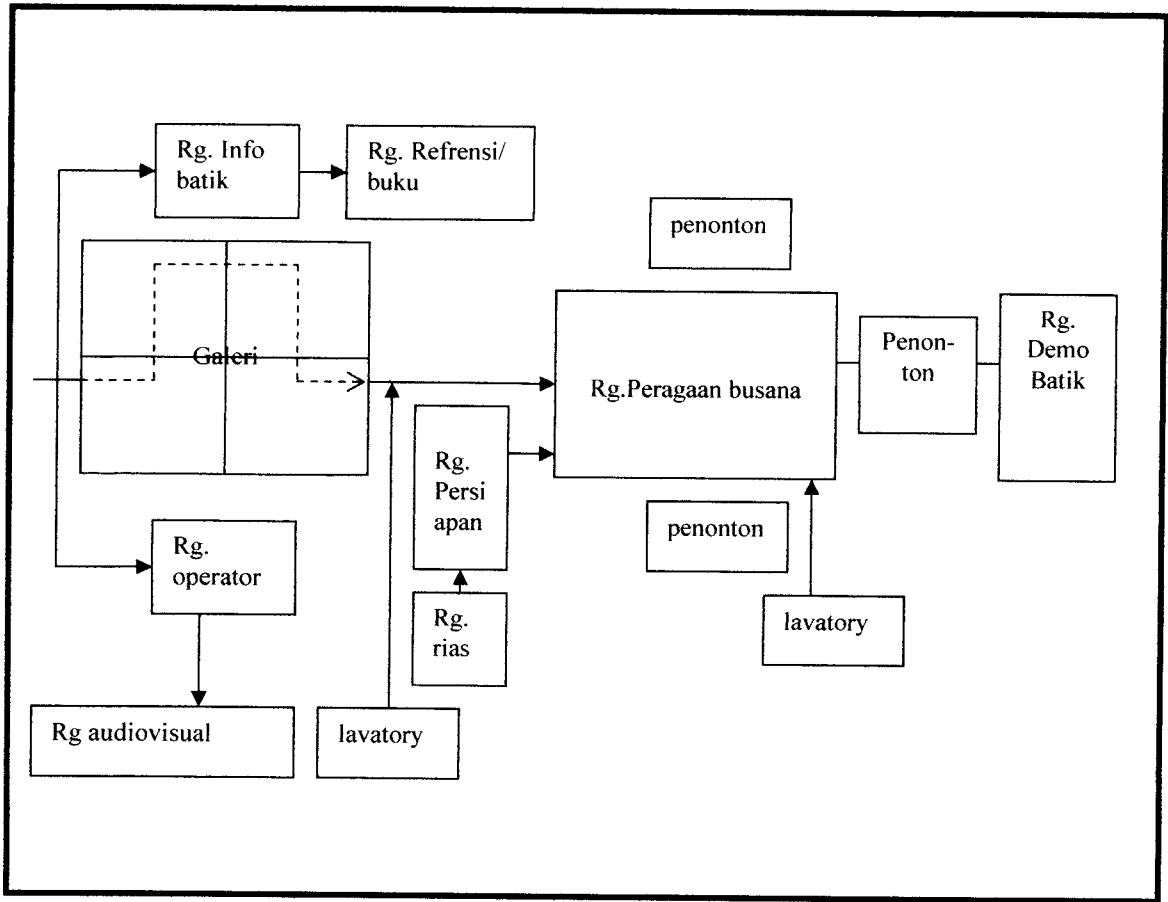 Rg. Info
batik
Rg. Refrensi/
buku
penonton
Galeri
Rg.Peragaan busana
Penon-
ton
Rg.
Demo
Batik
Rg.
Persi
apan
penonton
Rg.
operator
Rg.
rias
lavatory
Rg audiovisual
lavatory